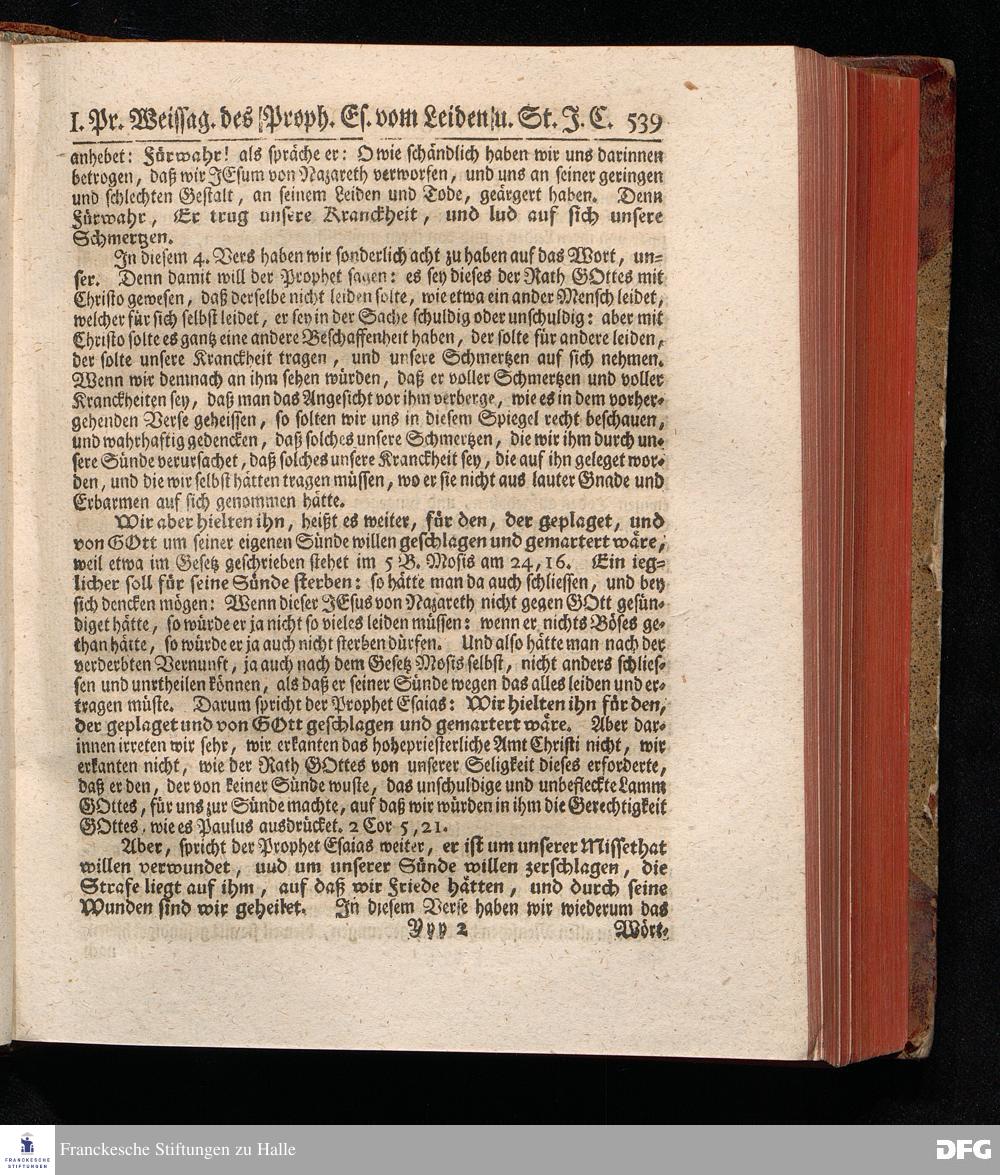 I. Pr. Weissag. des Proph. Es. vom Leiden u. St. J. C. 539
anhebet: Fürwahr! als spräche er: O wie schändlich haben wir uns darinnen
betrogen, daß wir JEsum von Nazareth verworfen, und uns an seiner geringen
und schlechten Gestalt, an seinem Leiden und Tode, geärgert haben. Denn
Fürwahr, Er trug unsere Kranckheit, und lud auf sich unsere
Schmertzen.
In diesem 4. Vers haben wir sonderlich acht zu haben auf das Wort, un-
ser. Denn damit will der Prophet sagen: es sey dieses der Rath GOttes mit
Christo gewesen, daß derselbe nicht leiden solte, wie etwa ein ander Mensch leidet,
welcher für sich selbst leidet, er sey in der Sache schuldig oder unschuldig: aber mit
Christo solte es gantz eine andere Beschaffenheit haben, der solte für andere leiden,
der solte unsere Kranckheit tragen, und unsere Schmertzen auf sich nehmen.
Wenn wir demnach an ihm sehen würden, daß er voller Schmertzen und voller
Kranckheiten sey, daß man das Angesicht vor ihm verberge, wie es in dem vorher-
gehenden Verse geheissen, so solten wir uns in diesem Spiegel recht beschauen,
und wahrhaftig gedencken, daß solches unsere Schmertzen, die wir ihm durch un-
sere Sünde verursachet, daß solches unsere Kranckheit sey, die auf ihn geleget wor-
den, und die wir selbst hätten tragen müssen, wo er sie nicht aus lauter Gnade und
Erbarmen auf sich genommen hätte.
Wir aber hielten ihn, heißt es weiter, für den, der geplaget, und
von GOtt um seiner eigenen Sünde willen geschlagen und gemartert wäre,
weil etwa im Gesetz geschrieben stehet im 5 B. Mosis am 24, 16. Ein ieg-
licher soll für seine Sünde sterben: so hätte man da auch schliessen, und bey
sich dencken mögen: Wenn dieser JEsus von Nazareth nicht gegen GOtt gesün-
diget hätte, so würde er ja nicht so vieles leiden müssen: wenn er nichts Böses ge-
than hätte, so würde er ja auch nicht sterben dürfen. Und also hätte man nach der
verderbten Vernunft, ja auch nach dem Gesetz Mosis selbst, nicht anders schlies-
sen und unrtheilen können, als daß er seiner Sünde wegen das alles leiden und er-
tragen müste. Darum spricht der Prophet Esaias: Wir hielten ihn für den,
der geplaget und von GOtt geschlagen und gemartert wäre. Aber dar-
innen irreten wir sehr, wir erkanten das hohepriesterliche Amt Christi nicht, wir
erkanten nicht, wie der Rath GOttes von unserer Seligkeit dieses erforderte,
daß er den, der von keiner Sünde wuste, das unschuldige und unbefleckte Lamm
GOttes, für uns zur Sünde machte, auf daß wir würden in ihm die Gerechtigkeit
GOttes, wie es Paulus ausdrücket. 2 Cor 5, 21.
Aber, spricht der Prophet Esaias weiter, er ist um unserer Missethat
willen verwundet, uud um unserer Sünde willen zerschlagen, die
Strafe liegt auf ihm, auf daß wir Friede hätten, und durch seine
Wunden sind wir geheilet. In diesem Verse haben wir wiederum das
Yyy 2 Wört-
FRANCKESCHE STIFTUNGEN
Franckesche Stiftungen zu Halle
DFG